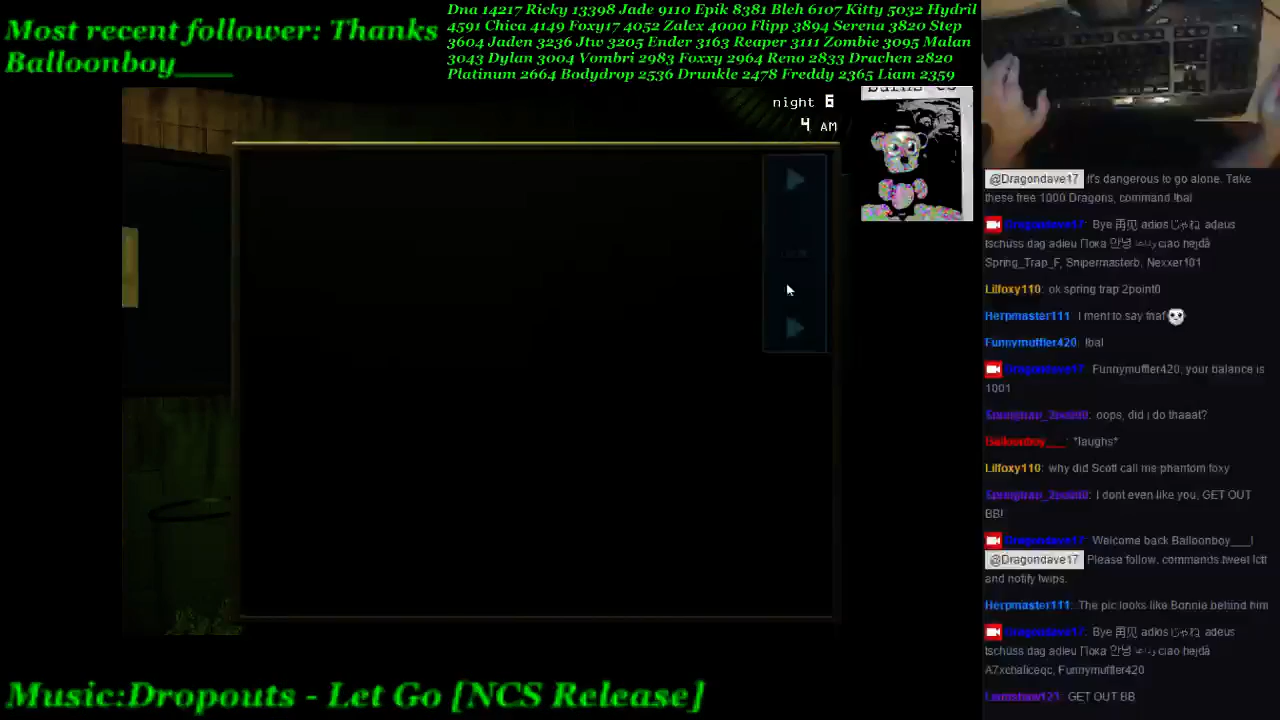 Most recent follower: Thanks
Balloonboy___
Dna 14217 Ricky 13398 Jade 9110 Epik 8381 Bleh 6107 Kitty 5032 Hydril
4591 Chica 4149 Foxy17 4052 Zalex 4000 Flipp 3894 Serena 3820 Step
3604 Jaden 3236 Jtw 3205 Ender 3163 Reaper 3111 Zombie 3095 Malan
3043 Dylan 3004 Vombri 2983 Foxxy 2964 Reno 2833 Drachen 2820
Platinum 2664 Bodydrop 2536 Drunkle 2478 Freddy 2365 Liam 2359
night 6
4 AM
@Dragondave17 it's dangerous to go alone. Take
these free 1000 Dragons, command !bal
Dragondave17: Bye 再见 adios じゃね adeus
tschüss dag adieu Пока 안녕 ciao hejdå
Spring_Trap_F, Snipermasterb, Nexxer101
Lilfoxy110: ok spring trap 2point0
Herpmaster111 I ment to say fnaf
Funnymuffler420: !bal
Dragondave17: Funnymuffler420, your balance is
1001
oops, did i do thaaat?
Balloonboy___: *laughs*
Lilfoxy110: why did Scott call me phantom foxy
I dont even like you, GET OUT
BB!
Dragondave17: Welcome back Balloonboy___!
@Dragondave17 Please follow, commands tweet
and notify !wips.
Herpmaster111: The pic looks like Bonnie behind him
Dragondave17: Bye 再见 adios じゃね adeus
tschüss dag adieu Пока 안녕 ciao hejdå
A7xchaliceqc, Funnymuffler420
GET OUT BB
Music:Dropouts - Let Go [NCS Release]